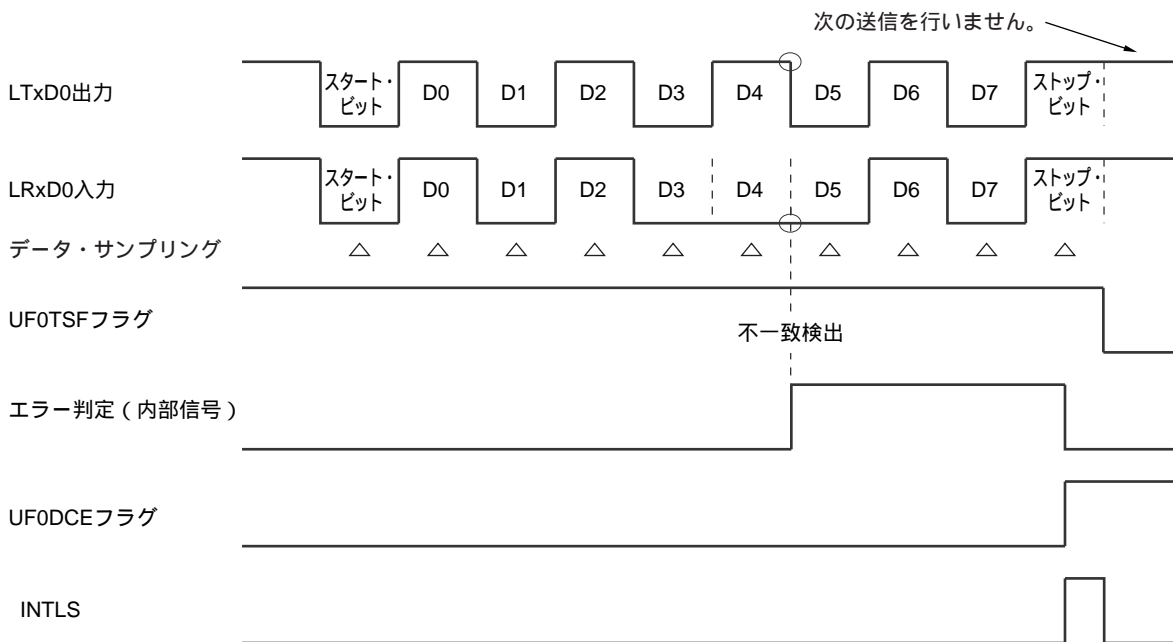 次の送信を行いません。
LTxD0出力
スタート・
ビット
D0
D1
D2
D3
D4
D5
D6
D7
ストップ・
ビット
LRxD0入力
スタート・
ビット
D0
D1
D2
D3
D4
D5
D6
D7
ストップ・
ビット
データ・サンプリング
UF0TSFフラグ
不一致検出
エラー判定（内部信号）
UF0DCEフラグ
INTLS